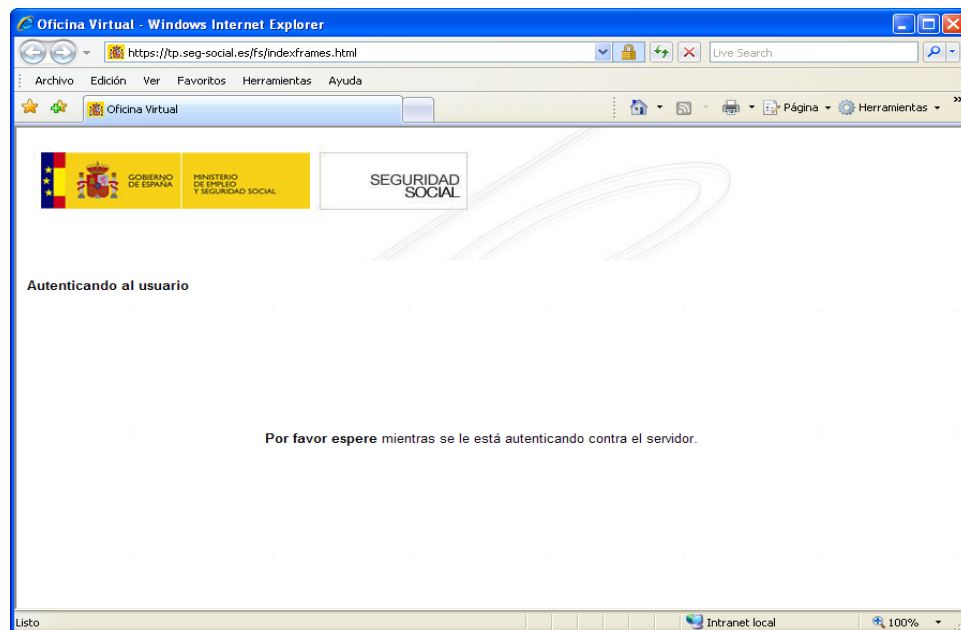 Oficina Virtual - Windows Internet Explorer
https://tp.seg-social.es/fs/indexframes.html
Live Search
Archivo Edición Ver Favoritos Herramientas Ayuda
Oficina Virtual
Página Herramientas »
GOBIERNO
DE ESPAÑA
MINISTERIO
DE EMPLEO
Y SEGURIDAD SOCIAL
SEGURIDAD
SOCIAL
Autenticando al usuario
Por favor espere mientras se le está autenticando contra el servidor.
Listo Intranet local 100%